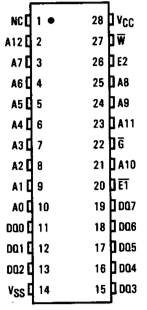 NC 1 28 VCC
A12 2 27 W̅
A7 3 26 E2
A6 4 25 A8
A5 5 24 A9
A4 6 23 A11
A3 7 22 G̅
A2 8 21 A10
A1 9 20 E̅1̅
A0 10 19 DQ7
DQ0 11 18 DQ6
DQ1 12 17 DQ5
DQ2 13 16 DQ4
VSS 14 15 DQ3